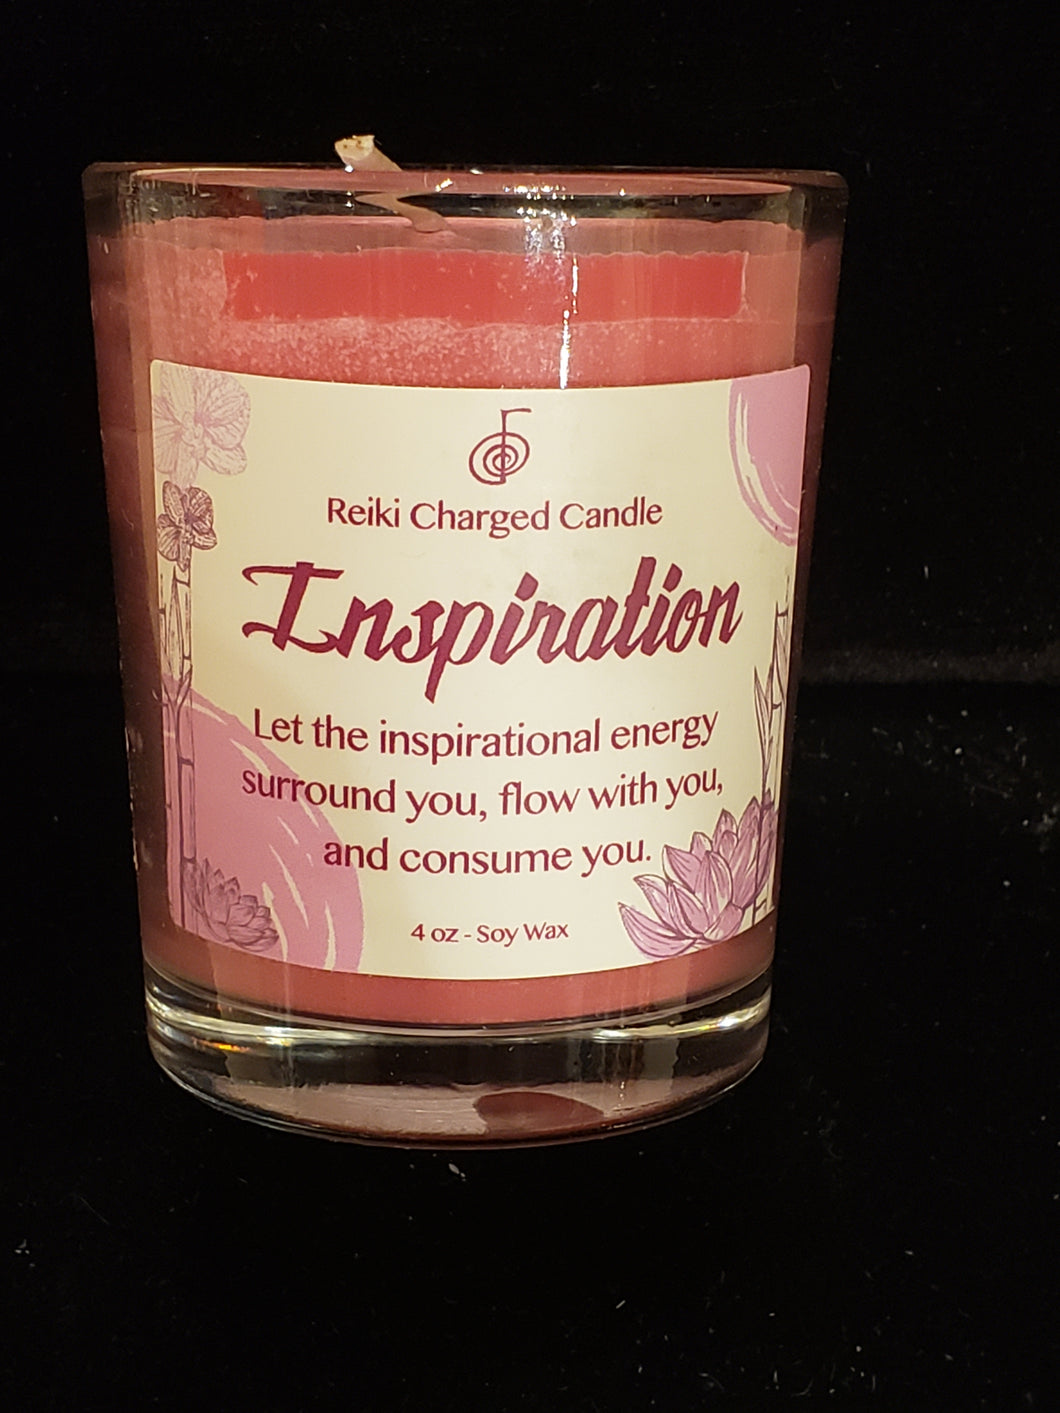 Reiki Charged Candle
Inspiration
Let the inspirational energy
surround you, flow with you,
and consume you.
4 oz - Soy Wax